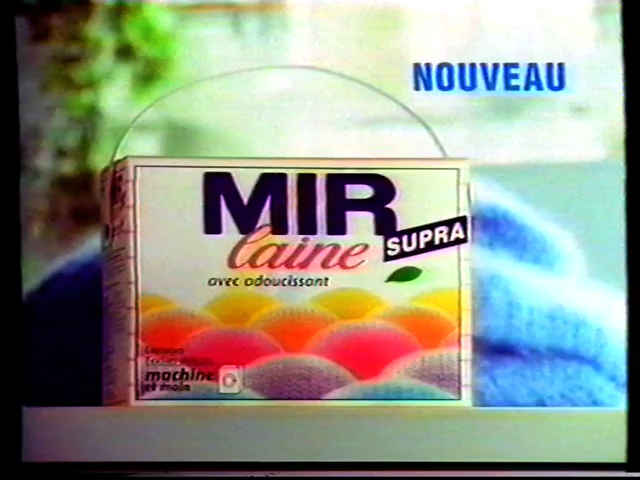 NOUVEAU
MIR
laine
SUPRA
avec adoucissant
machine
et main